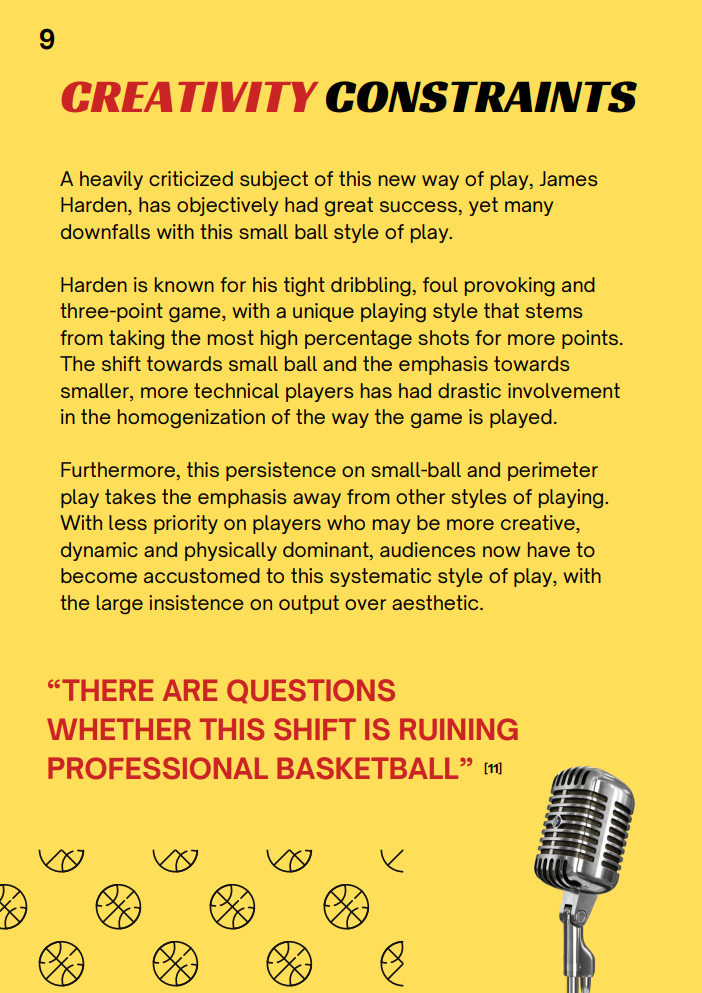 9
CREATIVITY CONSTRAINTS
A heavily criticized subject of this new way of play, James
Harden, has objectively had great success, yet many
downfalls with this small ball style of play.
Harden is known for his tight dribbling, foul provoking and
three-point game, with a unique playing style that stems
from taking the most high percentage shots for more points.
The shift towards small ball and the emphasis towards
smaller, more technical players has had drastic involvement
in the homogenization of the way the game is played.
Furthermore, this persistence on small-ball and perimeter
play takes the emphasis away from other styles of playing.
With less priority on players who may be more creative,
dynamic and physically dominant, audiences now have to
become accustomed to this systematic style of play, with
the large insistence on output over aesthetic.
“THERE ARE QUESTIONS
WHETHER THIS SHIFT IS RUINING
PROFESSIONAL BASKETBALL” [11]